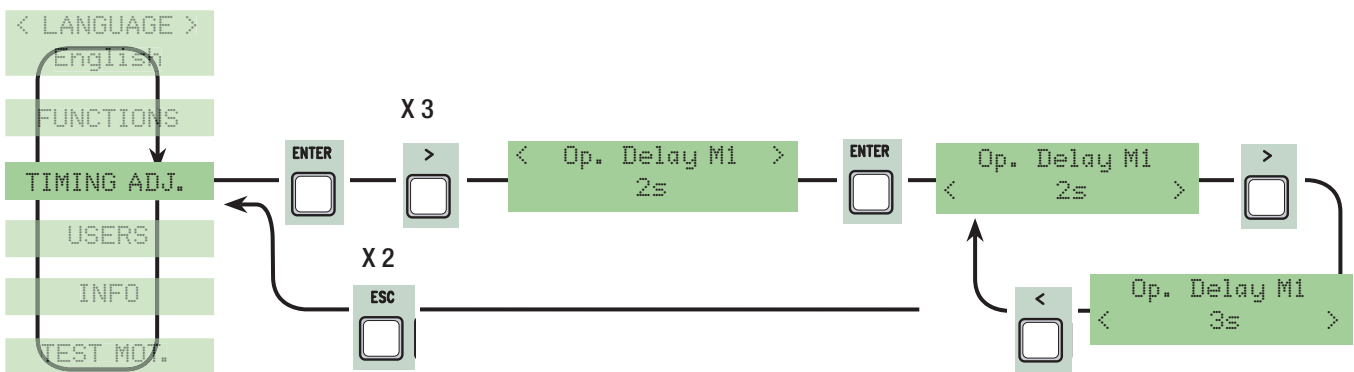 < LANGUAGE >
English
FUNCTIONS
TIMING ADJ.
USERS
INFO
TEST MOT.
ENTER
X 3
>
< Op. Delay M1 >
2s
ENTER
Op. Delay M1
< 2s >
>
Op. Delay M1
< 3s >
<
X 2
ESC